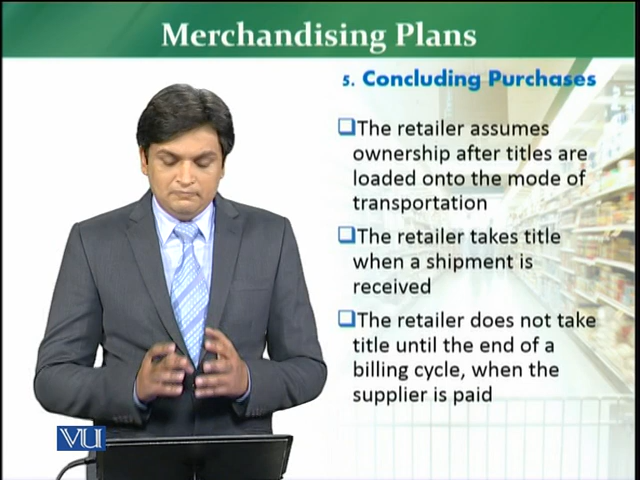 Merchandising Plans
5. Concluding Purchases
The retailer assumes
ownership after titles are
loaded onto the mode of
transportation
The retailer takes title
when a shipment is
received
The retailer does not take
title until the end of a
billing cycle, when the
supplier is paid
VU